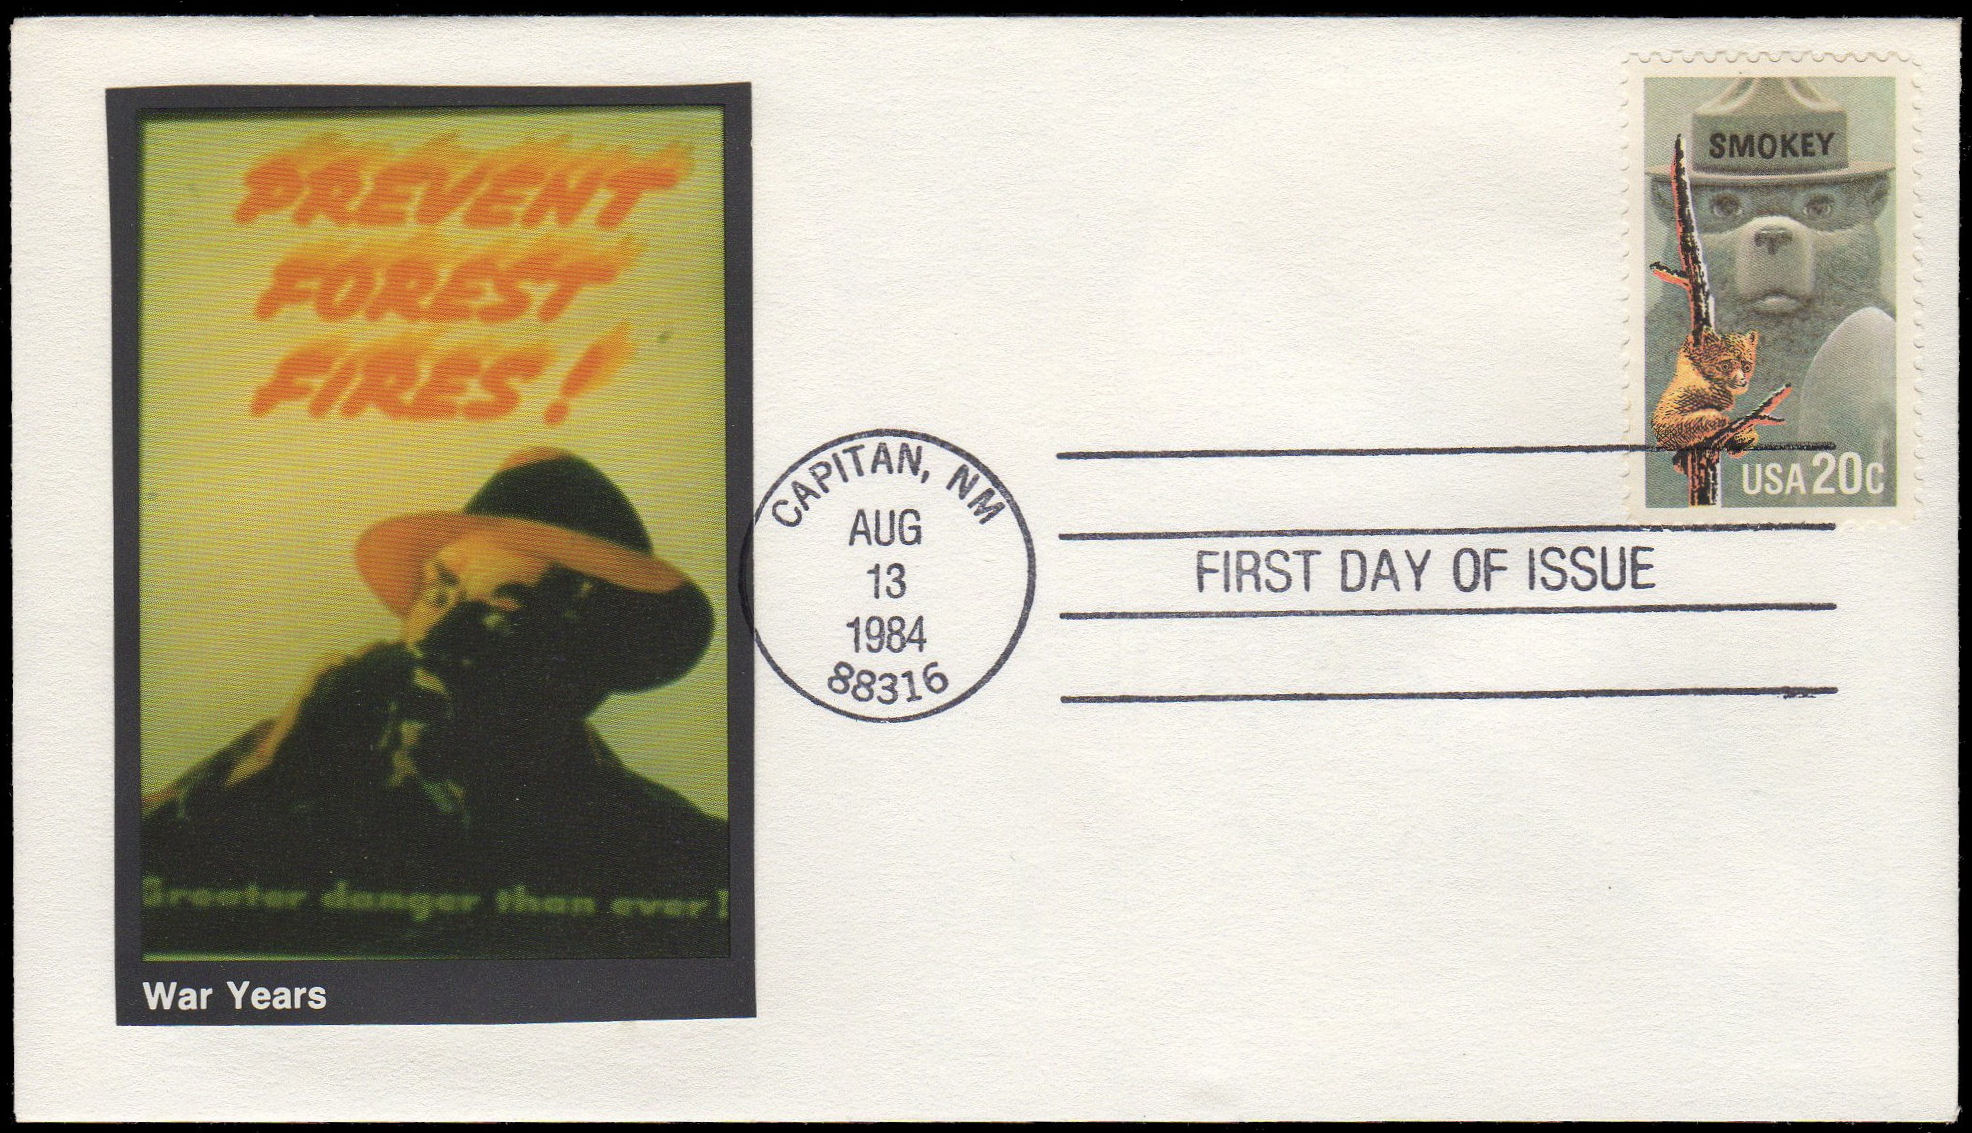 PREVENT
FOREST
FIRES!
Greater danger than ever!
War Years
CAPITAN, NM
AUG
13
1984
88316
FIRST DAY OF ISSUE
SMOKEY
USA 20c